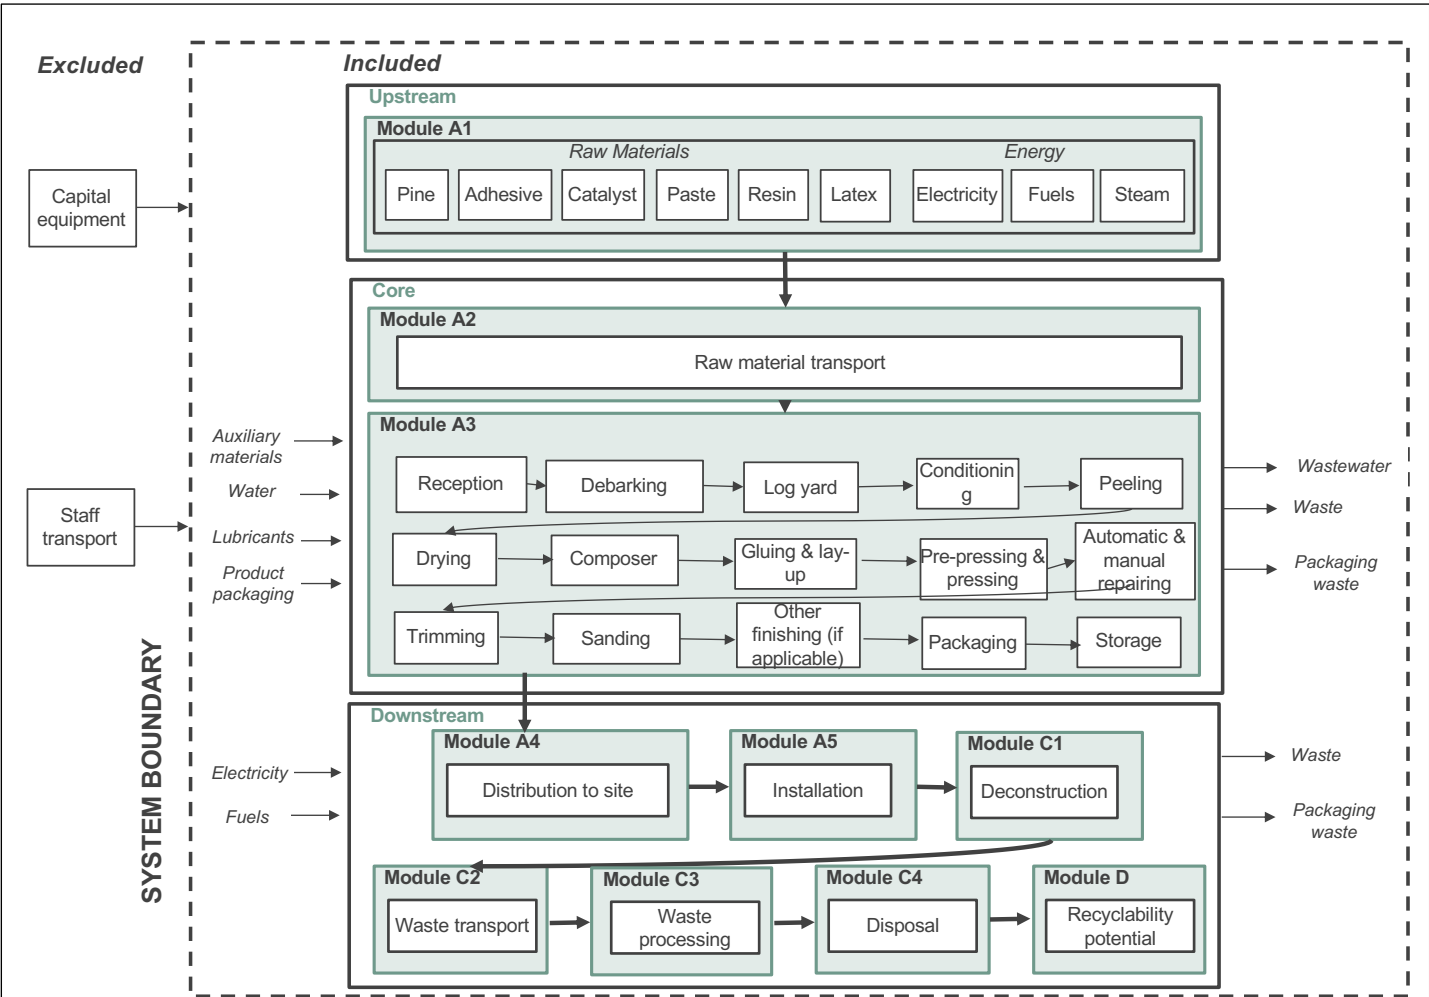 Excluded
Included
Upstream
Module A1
Raw Materials
Energy
Pine
Adhesive
Catalyst
Paste
Resin
Latex
Electricity
Fuels
Steam
Capital
equipment
Core
Module A2
Raw material transport
Module A3
Auxiliary
materials
Water
Lubricants
Product
packaging
Staff
transport
Reception
Debarking
Log yard
Conditionin
g
Peeling
Drying
Composer
Gluing & lay-
up
Pre-pressing &
pressing
Automatic &
manual
repairing
Trimming
Sanding
Other
finishing (if
applicable)
Packaging
Storage
Wastewater
Waste
Packaging
waste
SYSTEM BOUNDARY
Downstream
Electricity
Fuels
Module A4
Distribution to site
Module A5
Installation
Module C1
Deconstruction
Module C2
Waste transport
Module C3
Waste
processing
Module C4
Disposal
Module D
Recyclability
potential
Waste
Packaging
waste